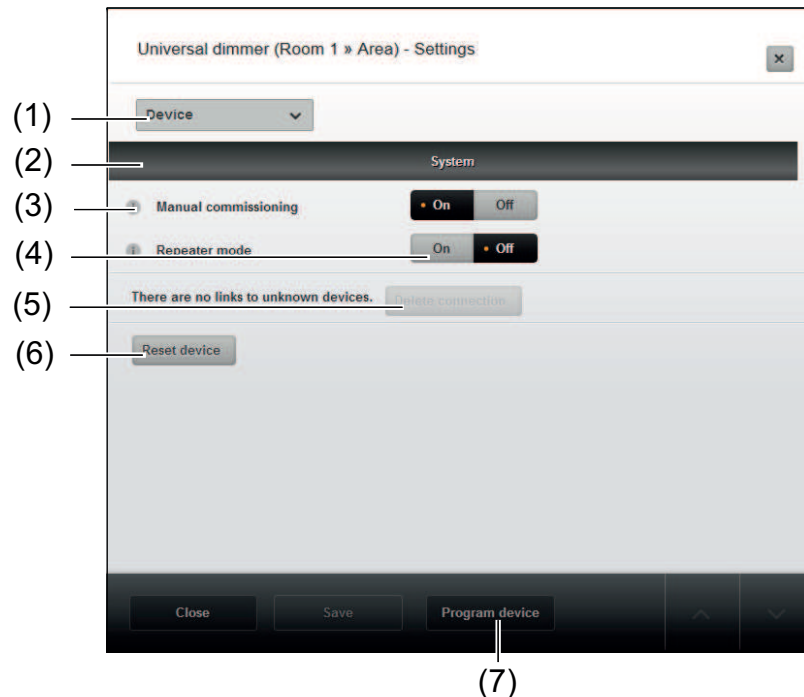 Universal dimmer (Room 1 » Area) - Settings
×
(1) Device
(2) System
(3) Manual commissioning On Off
(4) Repeater mode On Off
(5) There are no links to unknown devices. Delete connection
(6) Reset device
Close Save Program device
(7)